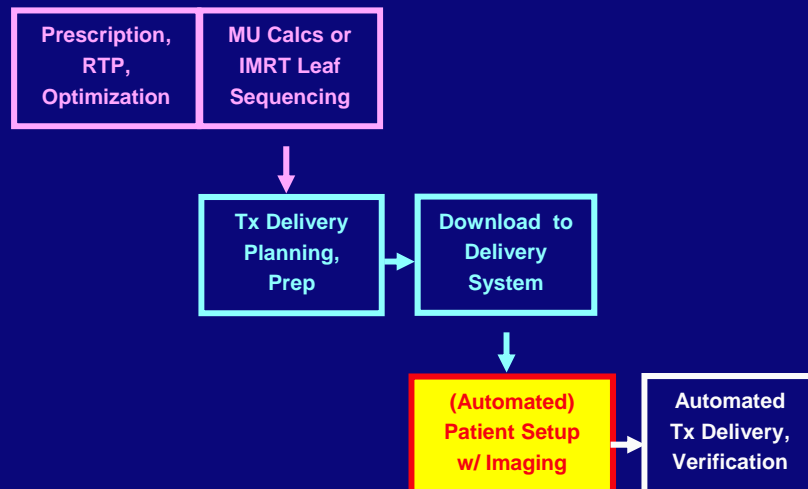 Prescription,
RTP,
Optimization
MU Calcs or
IMRT Leaf
Sequencing
Tx Delivery
Planning,
Prep
Download to
Delivery
System
(Automated)
Patient Setup
w/ Imaging
Automated
Tx Delivery,
Verification